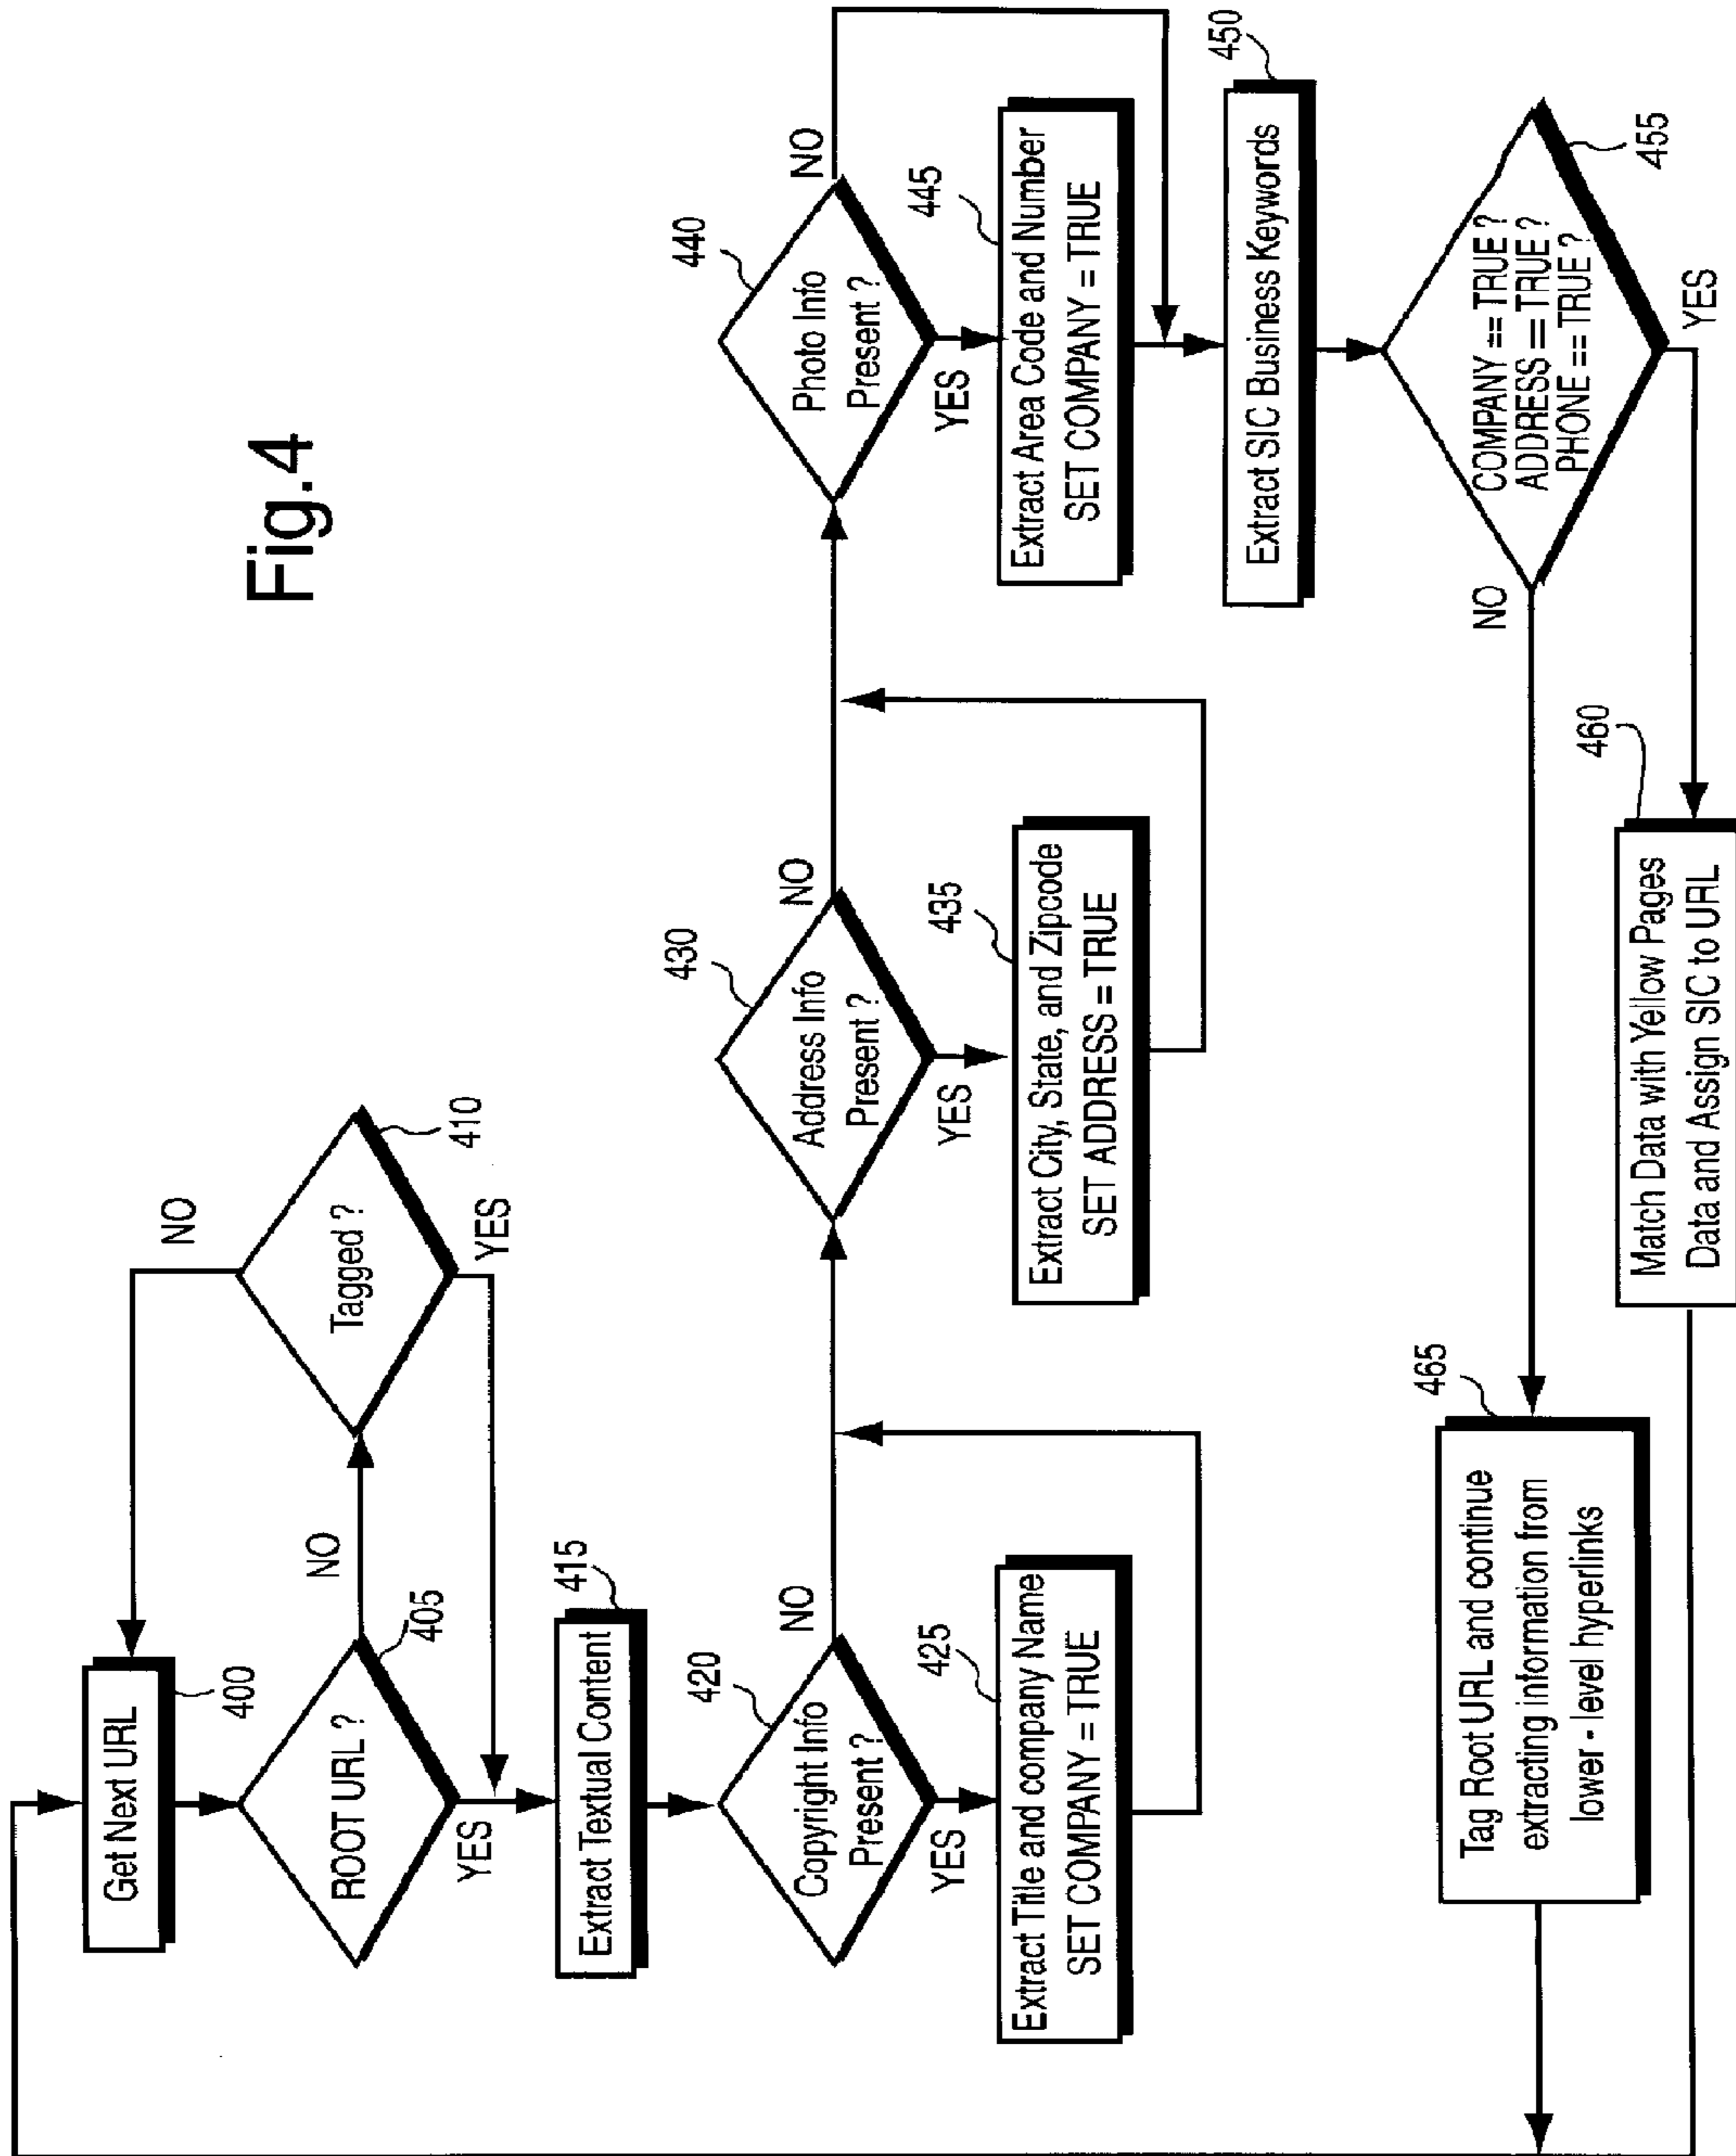 Fig.4
Get Next URL
400
ROOT URL ?
405
NO
YES
Tagged ?
410
NO
YES
Extract Textual Content
415
Copyright Info
Present ?
420
NO
YES
Extract Title and company Name
SET COMPANY = TRUE
425
Address Info
Present ?
430
NO
YES
Extract City, State, and Zipcode
SET ADDRESS = TRUE
435
Photo Info
Present ?
440
NO
YES
Extract Area Code and Number
SET COMPANY = TRUE
445
Extract SIC Business Keywords
450
COMPANY == TRUE ?
ADDRESS == TRUE ?
PHONE == TRUE ?
455
NO
YES
Match Data with Yellow Pages
Data and Assign SIC to URL
460
Tag Root URL and continue
extracting information from
lower - level hyperlinks
465